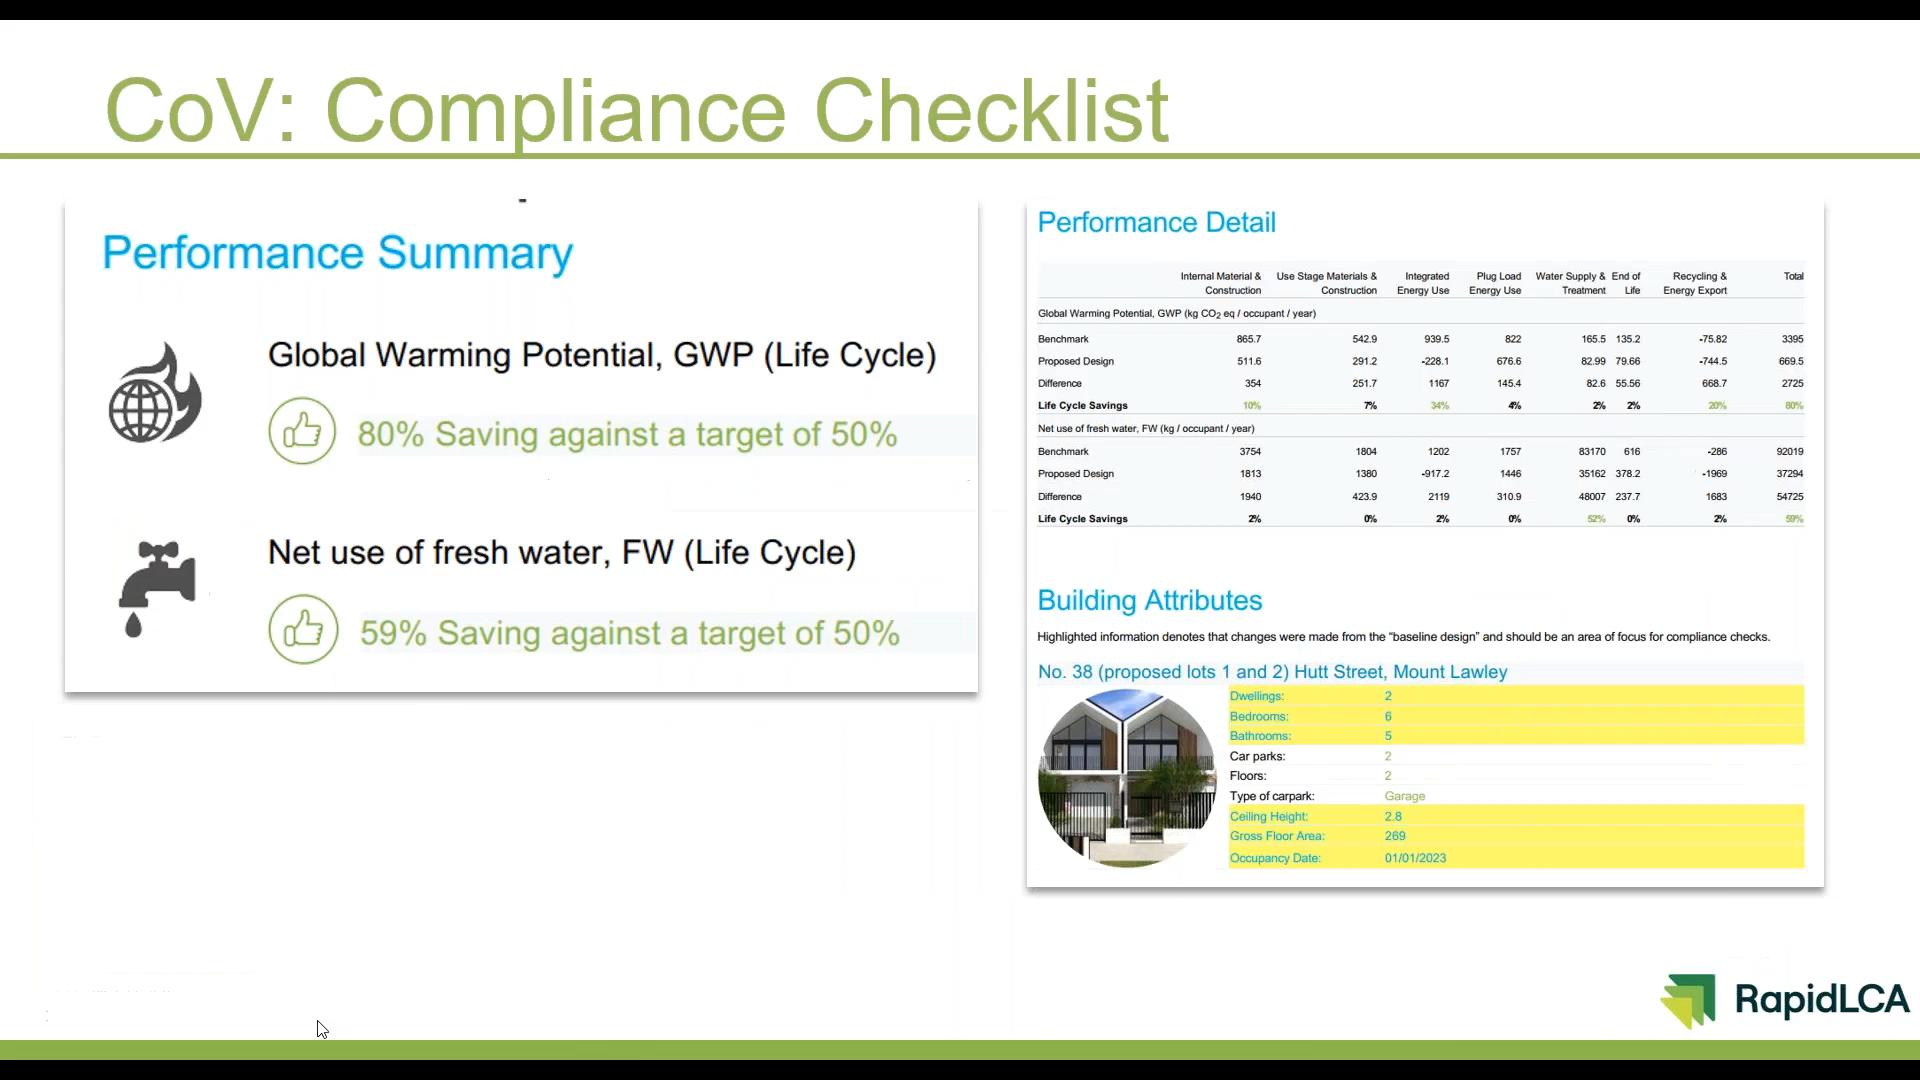 CoV: Compliance Checklist
Performance Summary
Global Warming Potential, GWP (Life Cycle)
80% Saving against a target of 50%
Net use of fresh water, FW (Life Cycle)
59% Saving against a target of 50%
Performance Detail
Internal Material & Construction Use Stage Materials & Construction Integrated Energy Use Plug Load Energy Use Water Supply & Treatment End of Life Recycling & Energy Export Total
Global Warming Potential, GWP (kg CO2 eq / occupant / year)
Benchmark 865.7 542.9 939.5 822 165.5 135.2 -75.82 3395
Proposed Design 511.6 291.2 -228.1 676.6 82.99 79.66 -744.5 669.5
Difference 354 251.7 1167 145.4 82.6 55.56 668.7 2725
Life Cycle Savings 10% 7% 34% 4% 2% 2% 20% 80%
Net use of fresh water, FW (kg / occupant / year)
Benchmark 3754 1804 1202 1757 83170 616 -286 92019
Proposed Design 1813 1380 -917.2 1446 35162 378.2 -1969 37294
Difference 1940 423.9 2119 310.9 48007 237.7 1683 54725
Life Cycle Savings 2% 0% 2% 0% 52% 0% 2% 59%
Building Attributes
Highlighted information denotes that changes were made from the “baseline design” and should be an area of focus for compliance checks.
No. 38 (proposed lots 1 and 2) Hutt Street, Mount Lawley
Dwellings: 2
Bedrooms: 6
Bathrooms: 5
Car parks: 2
Floors: 2
Type of carpark: Garage
Ceiling Height: 2.8
Gross Floor Area: 269
Occupancy Date: 01/01/2023
RapidLCA